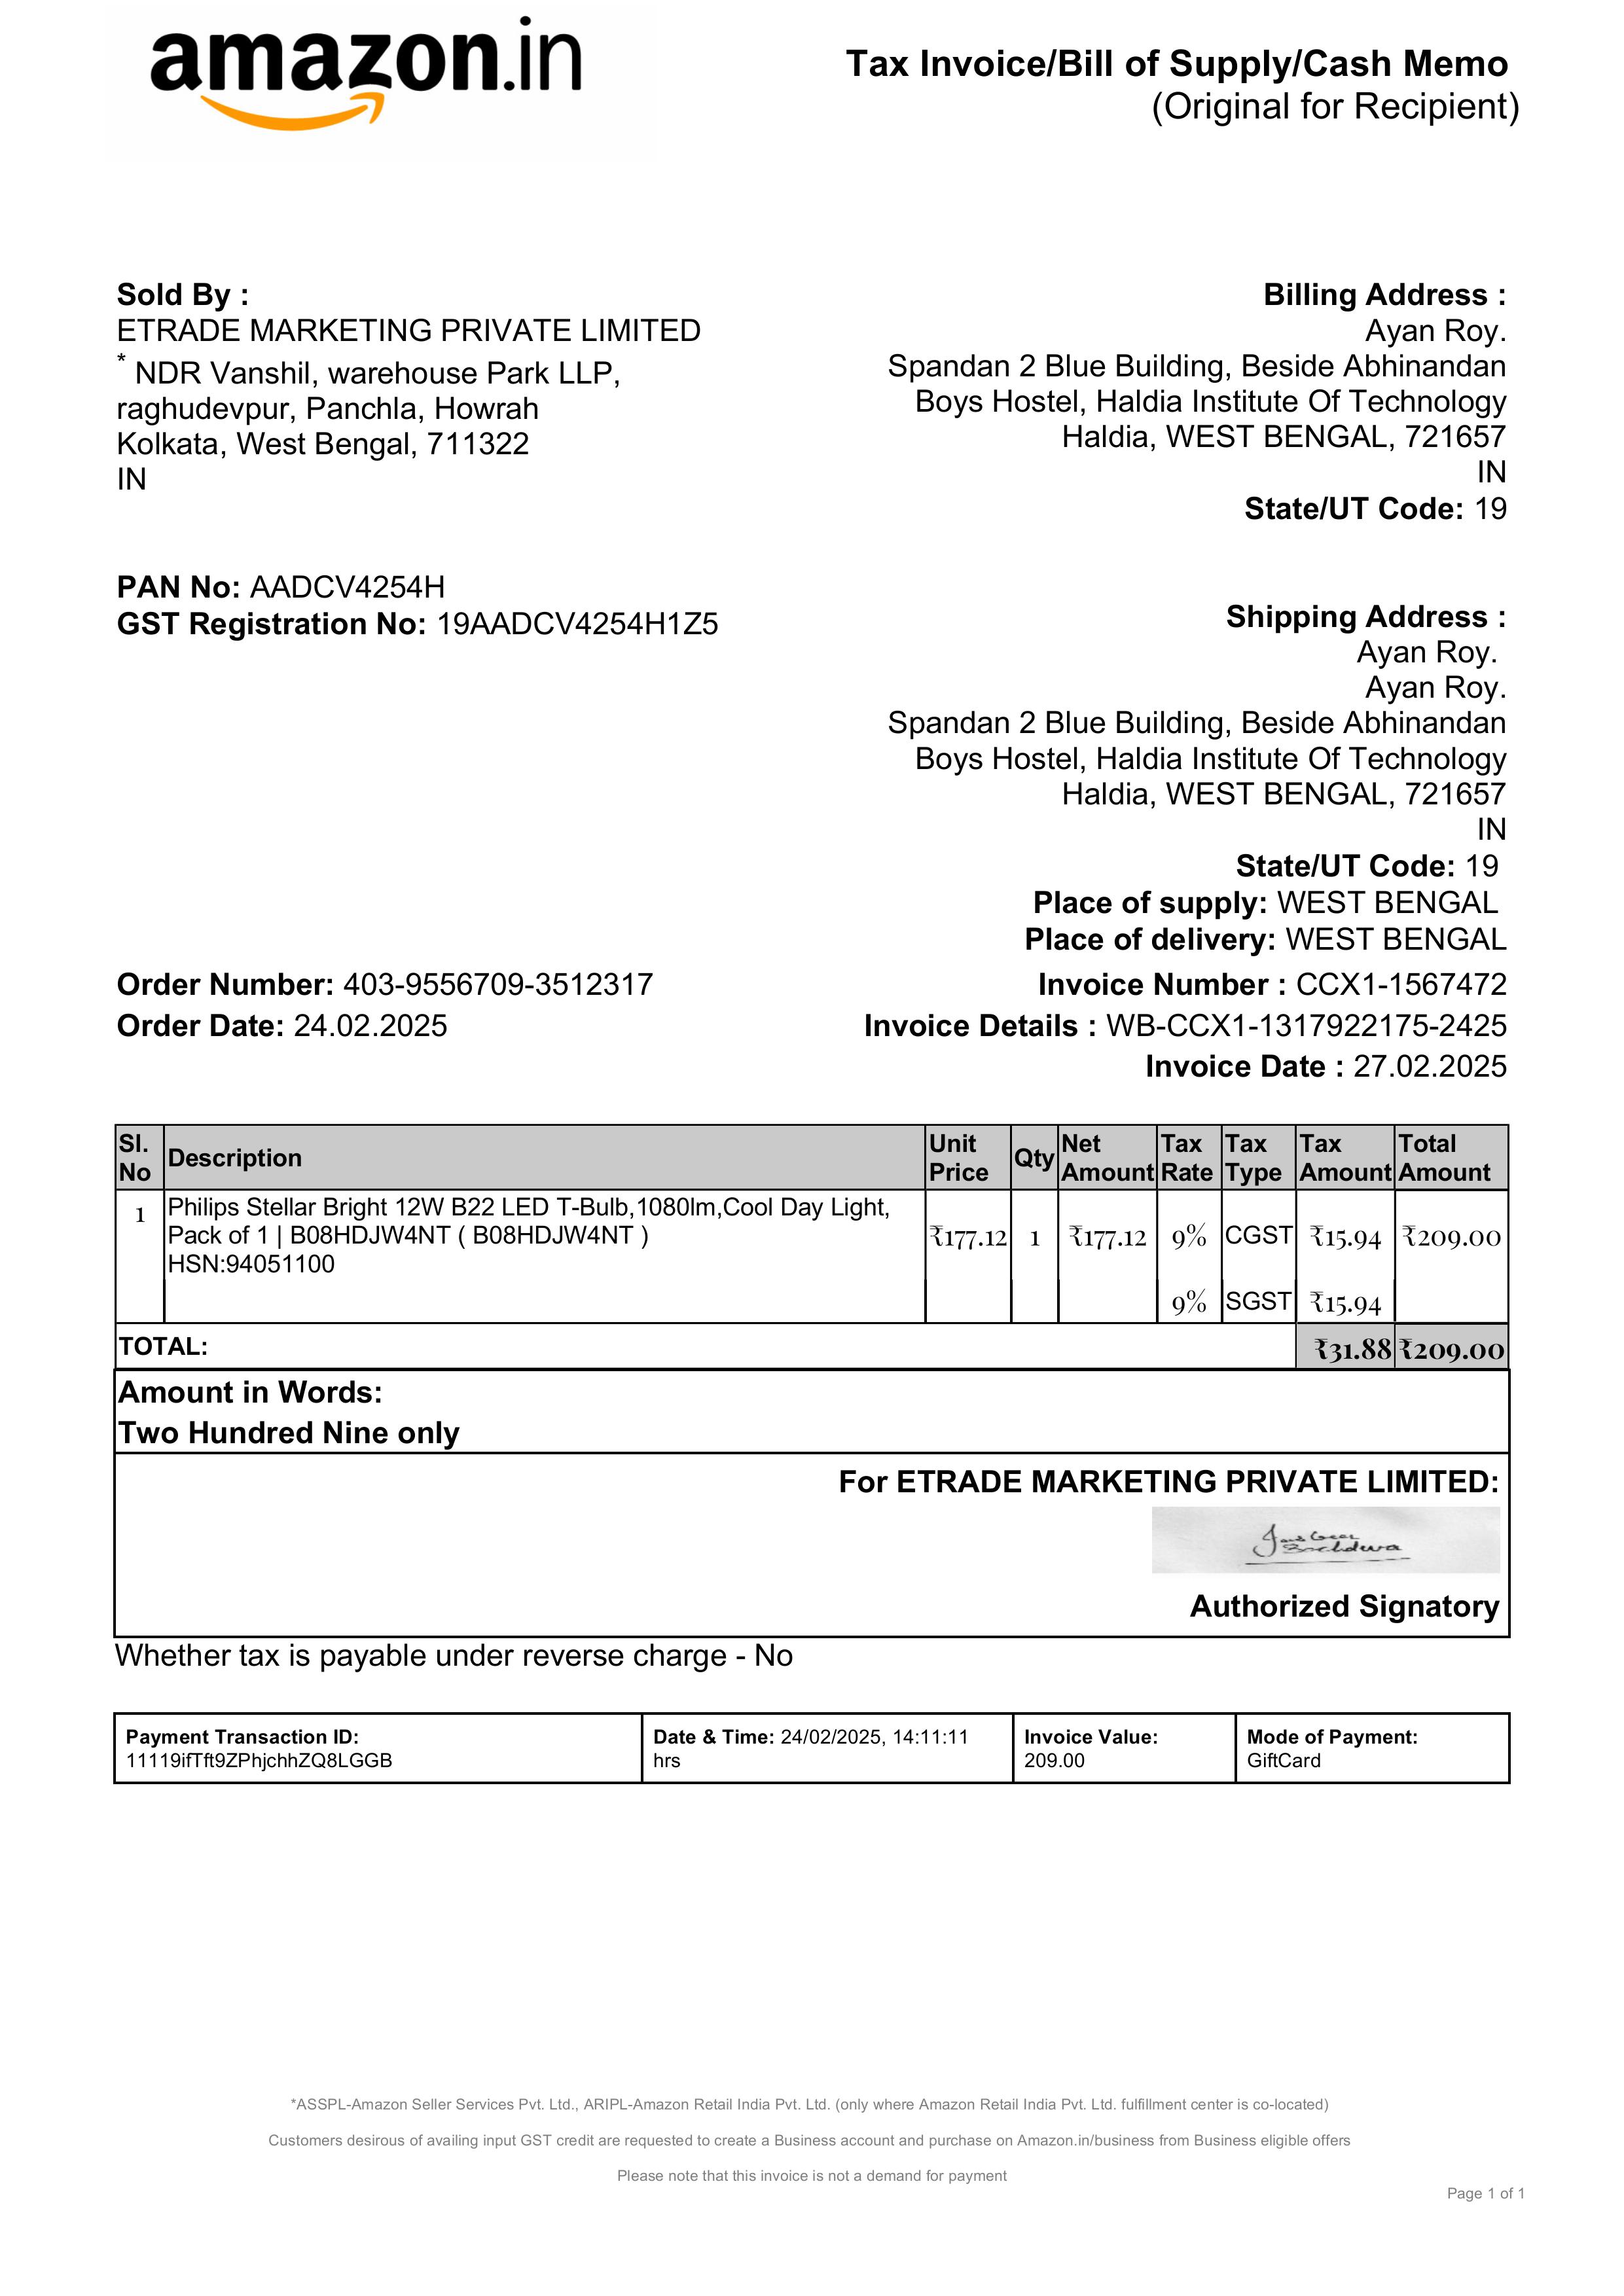 amazon.in
Tax Invoice/Bill of Supply/Cash Memo
(Original for Recipient)
Sold By :
ETRADE MARKETING PRIVATE LIMITED
* NDR Vanshil, warehouse Park LLP,
raghudevpur, Panchla, Howrah
Kolkata, West Bengal, 711322
IN
PAN No: AADCV4254H
GST Registration No: 19AADCV4254H1Z5
Billing Address :
Ayan Roy.
Spandan 2 Blue Building, Beside Abhinandan
Boys Hostel, Haldia Institute Of Technology
Haldia, WEST BENGAL, 721657
IN
State/UT Code: 19
Shipping Address :
Ayan Roy.
Ayan Roy.
Spandan 2 Blue Building, Beside Abhinandan
Boys Hostel, Haldia Institute Of Technology
Haldia, WEST BENGAL, 721657
IN
State/UT Code: 19
Place of supply: WEST BENGAL
Place of delivery: WEST BENGAL
Order Number: 403-9556709-3512317
Order Date: 24.02.2025
Invoice Number : CCX1-1567472
Invoice Details : WB-CCX1-1317922175-2425
Invoice Date : 27.02.2025
Sl. No Description Unit Price Qty Net Amount Tax Rate Tax Type Tax Amount Total Amount
1 Philips Stellar Bright 12W B22 LED T-Bulb,1080lm,Cool Day Light,
Pack of 1 | B08HDJW4NT ( B08HDJW4NT ) ₹177.12 1 ₹177.12 9% CGST ₹15.94 ₹209.00
HSN:94051100
9% SGST ₹15.94
TOTAL: ₹31.88 ₹209.00
Amount in Words:
Two Hundred Nine only
For ETRADE MARKETING PRIVATE LIMITED:
Authorized Signatory
Whether tax is payable under reverse charge - No
Payment Transaction ID:
11119ifTft9ZPhjchhZQ8LGGB
Date & Time: 24/02/2025, 14:11:11
hrs
Invoice Value:
209.00
Mode of Payment:
GiftCard
*ASSPL-Amazon Seller Services Pvt. Ltd., ARIPL-Amazon Retail India Pvt. Ltd. (only where Amazon Retail India Pvt. Ltd. fulfillment center is co-located)
Customers desirous of availing input GST credit are requested to create a Business account and purchase on Amazon.in/business from Business eligible offers
Please note that this invoice is not a demand for payment
Page 1 of 1